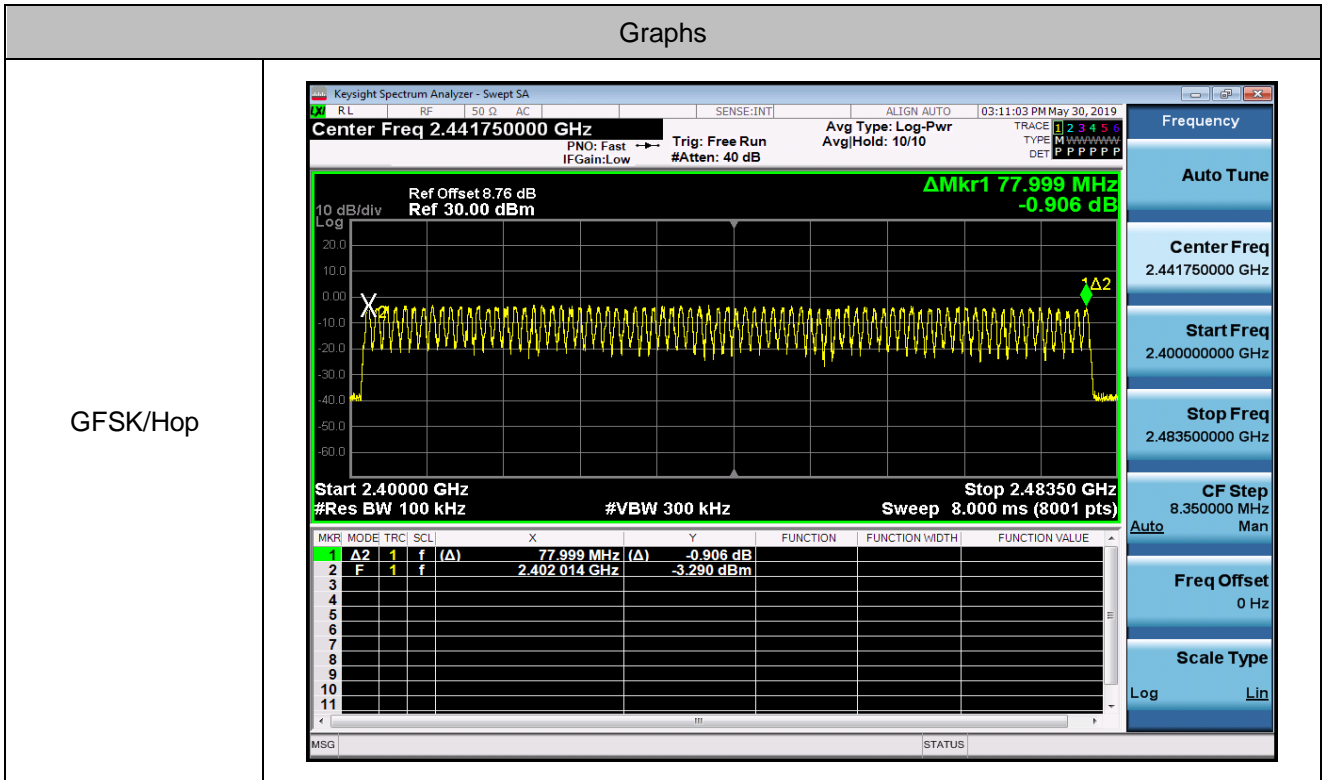 Graphs
GFSK/Hop
Keysight Spectrum Analyzer - Swept SA
RL RF 50 Ω AC SENSE:INT ALIGN AUTO 03:11:03 PM May 30, 2019
Center Freq 2.441750000 GHz
PNO: Fast
IFGain:Low
Trig: Free Run
#Atten: 40 dB
Avg Type: Log-Pwr
Avg|Hold: 10/10
TRACE 1 2 3 4 5 6
TYPE M W W W W W
DET P P P P P P
Ref Offset 8.76 dB
Ref 30.00 dBm
10 dB/div
Log
ΔMkr1 77.999 MHz
-0.906 dB
20.0
10.0
0.00
-10.0
-20.0
-30.0
-40.0
-50.0
-60.0
X2
1Δ2
Start 2.40000 GHz Stop 2.48350 GHz
#Res BW 100 kHz #VBW 300 kHz Sweep 8.000 ms (8001 pts)
MKR MODE TRC SCL X Y FUNCTION FUNCTION WIDTH FUNCTION VALUE
1 Δ2 1 f (Δ) 77.999 MHz (Δ) -0.906 dB
2 F 1 f 2.402 014 GHz -3.290 dBm
3
4
5
6
7
8
9
10
11
MSG STATUS
Frequency
Auto Tune
Center Freq
2.441750000 GHz
Start Freq
2.400000000 GHz
Stop Freq
2.483500000 GHz
CF Step
8.350000 MHz
Auto Man
Freq Offset
0 Hz
Scale Type
Log Lin